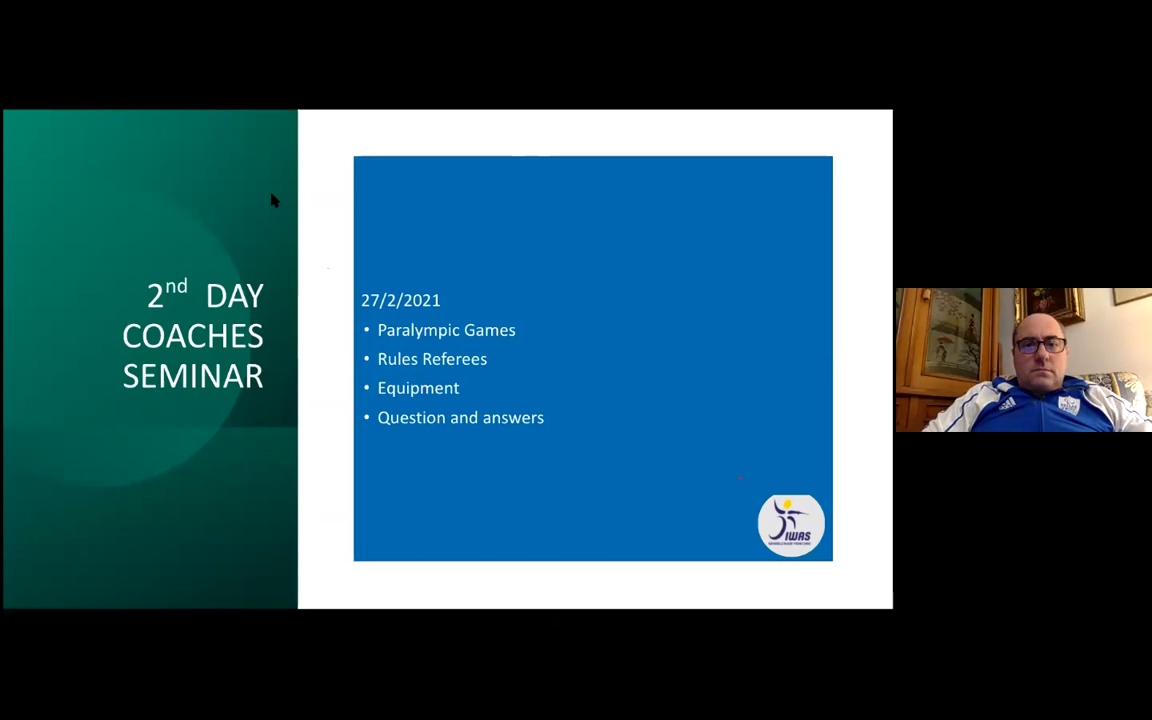 2nd DAY
COACHES
SEMINAR
27/2/2021
• Paralympic Games
• Rules Referees
• Equipment
• Question and answers
IWAS